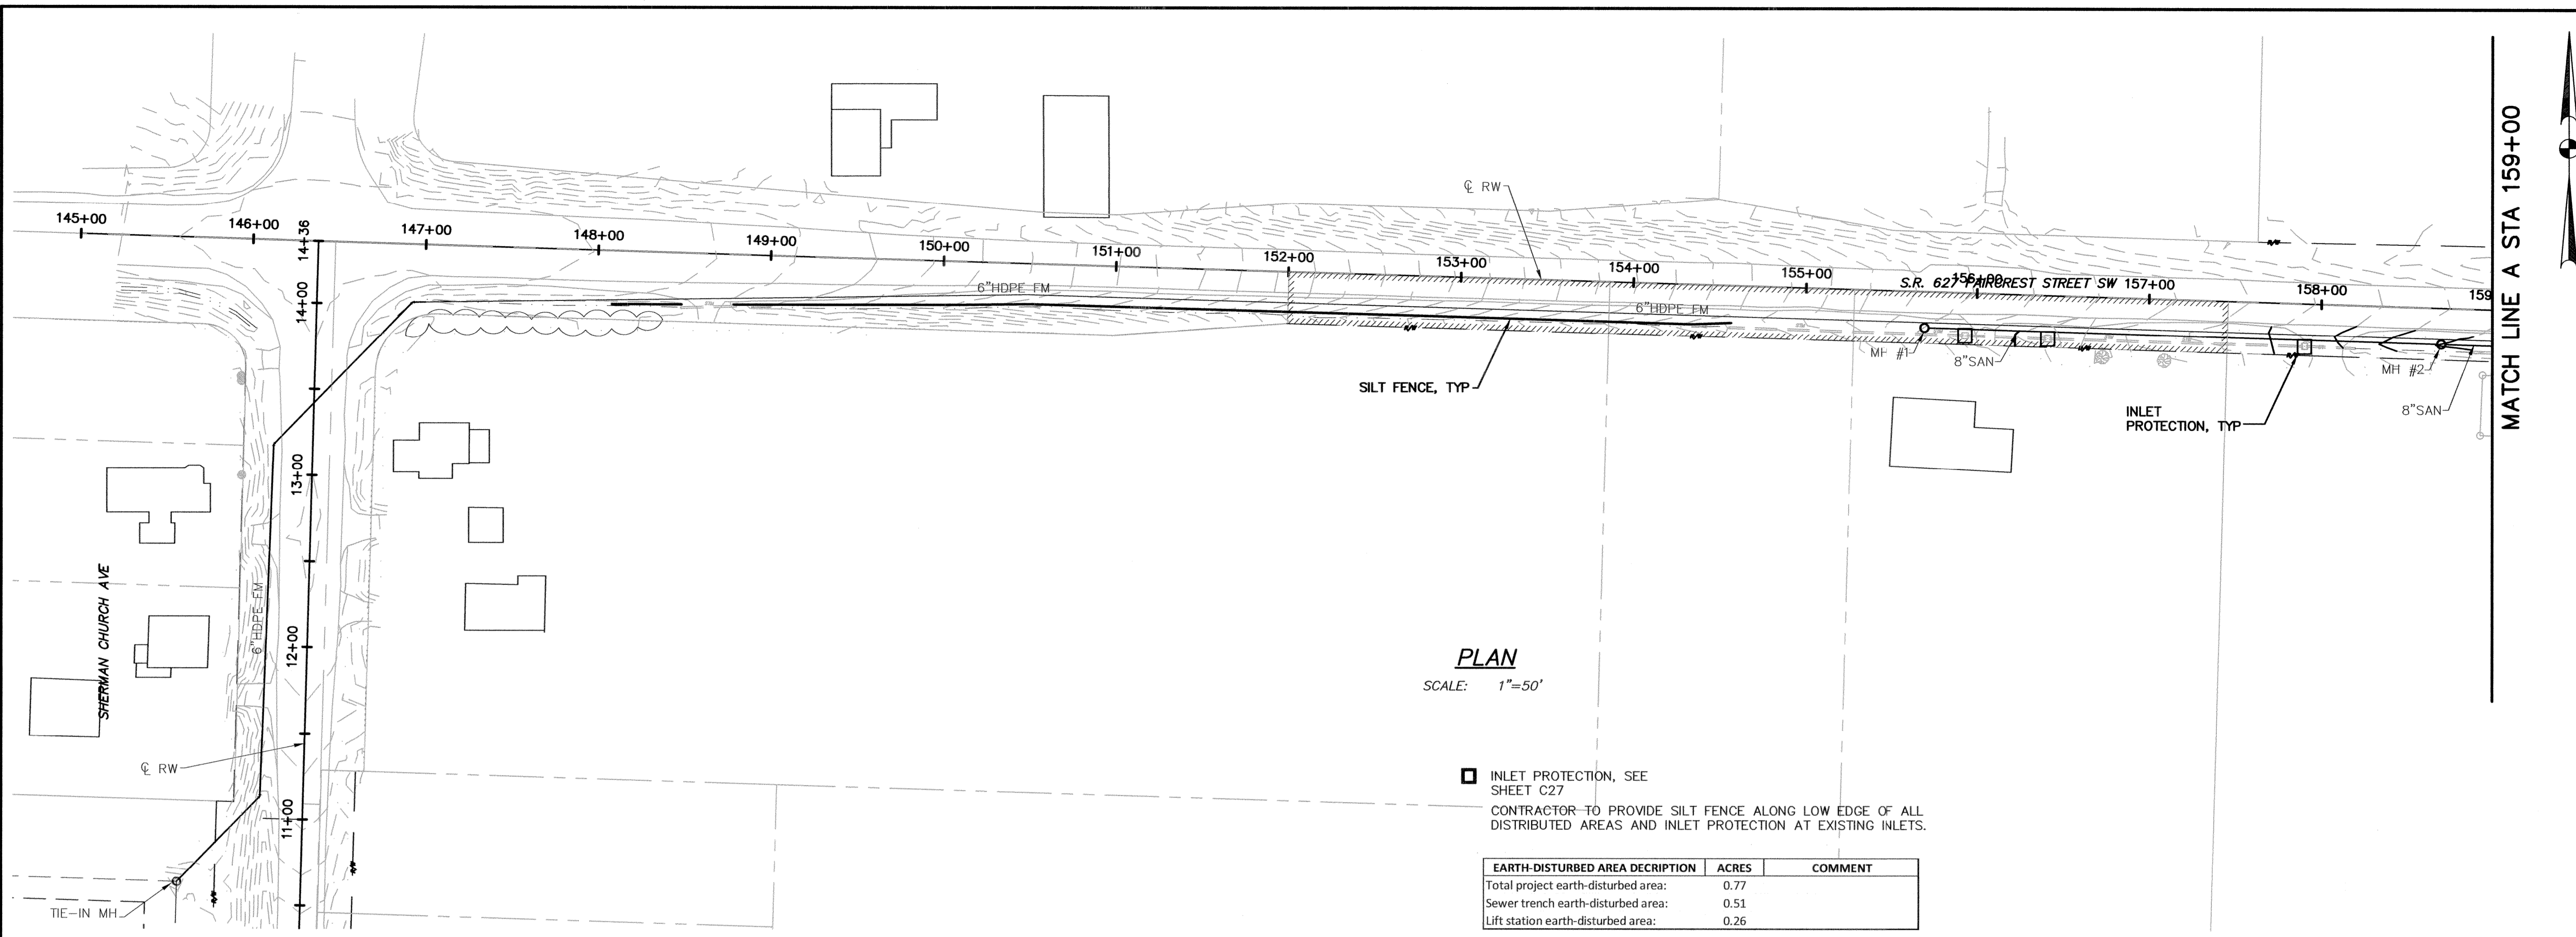 MATCH LINE A STA 159+00
145+00
146+00
14+36
147+00
148+00
149+00
150+00
151+00
152+00
153+00
154+00
155+00
156+00
157+00
158+00
159
℄ RW
S.R. 627 FAIRCREST STREET SW
14+00
6"HDPE FM
6"HDPE FM
MH #1
8"SAN
MH #2
8"SAN
SILT FENCE, TYP
INLET
PROTECTION, TYP
13+00
SHERMAN CHURCH AVE
6"HDPE FM
12+00
℄ RW
11+00
TIE-IN MH
PLAN
SCALE: 1"=50'
INLET PROTECTION, SEE
SHEET C27
CONTRACTOR TO PROVIDE SILT FENCE ALONG LOW EDGE OF ALL
DISTRIBUTED AREAS AND INLET PROTECTION AT EXISTING INLETS.
EARTH-DISTURBED AREA DECRIPTION ACRES COMMENT
Total project earth-disturbed area: 0.77
Sewer trench earth-disturbed area: 0.51
Lift station earth-disturbed area: 0.26